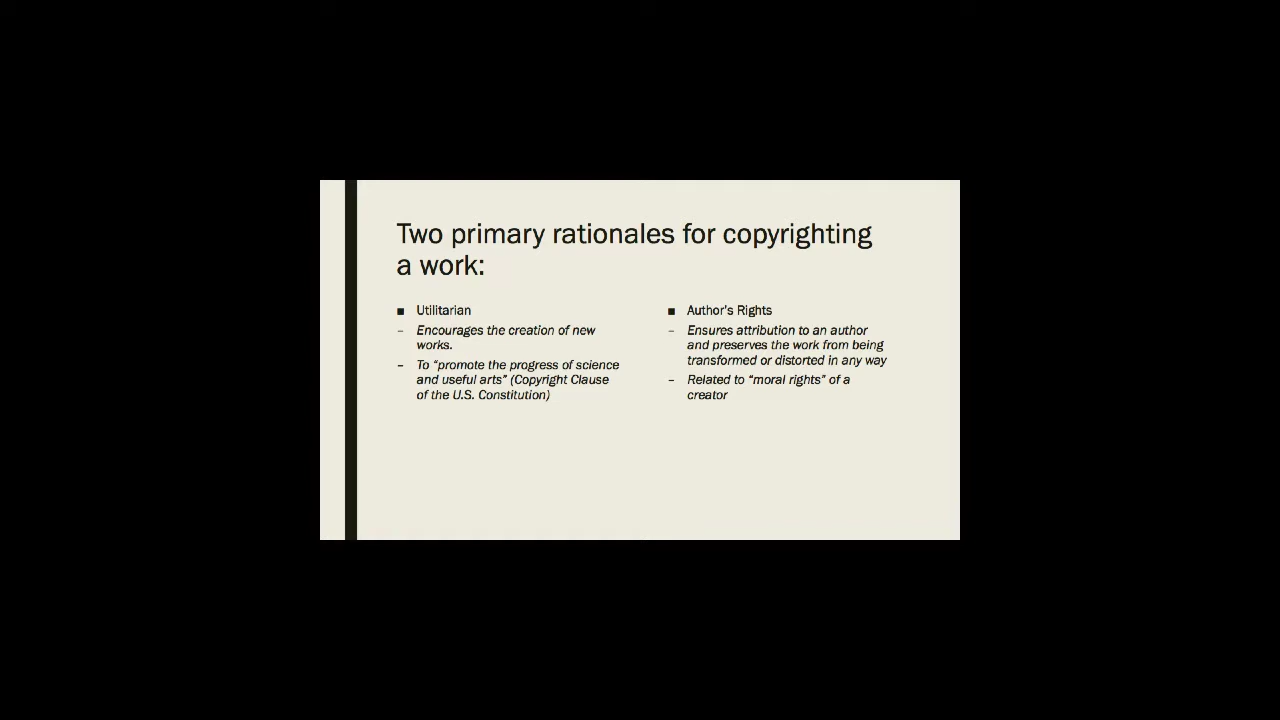 Two primary rationales for copyrighting
a work:
■ Utilitarian
– Encourages the creation of new
works.
– To “promote the progress of science
and useful arts” (Copyright Clause
of the U.S. Constitution)
■ Author's Rights
– Ensures attribution to an author
and preserves the work from being
transformed or distorted in any way
– Related to “moral rights” of a
creator